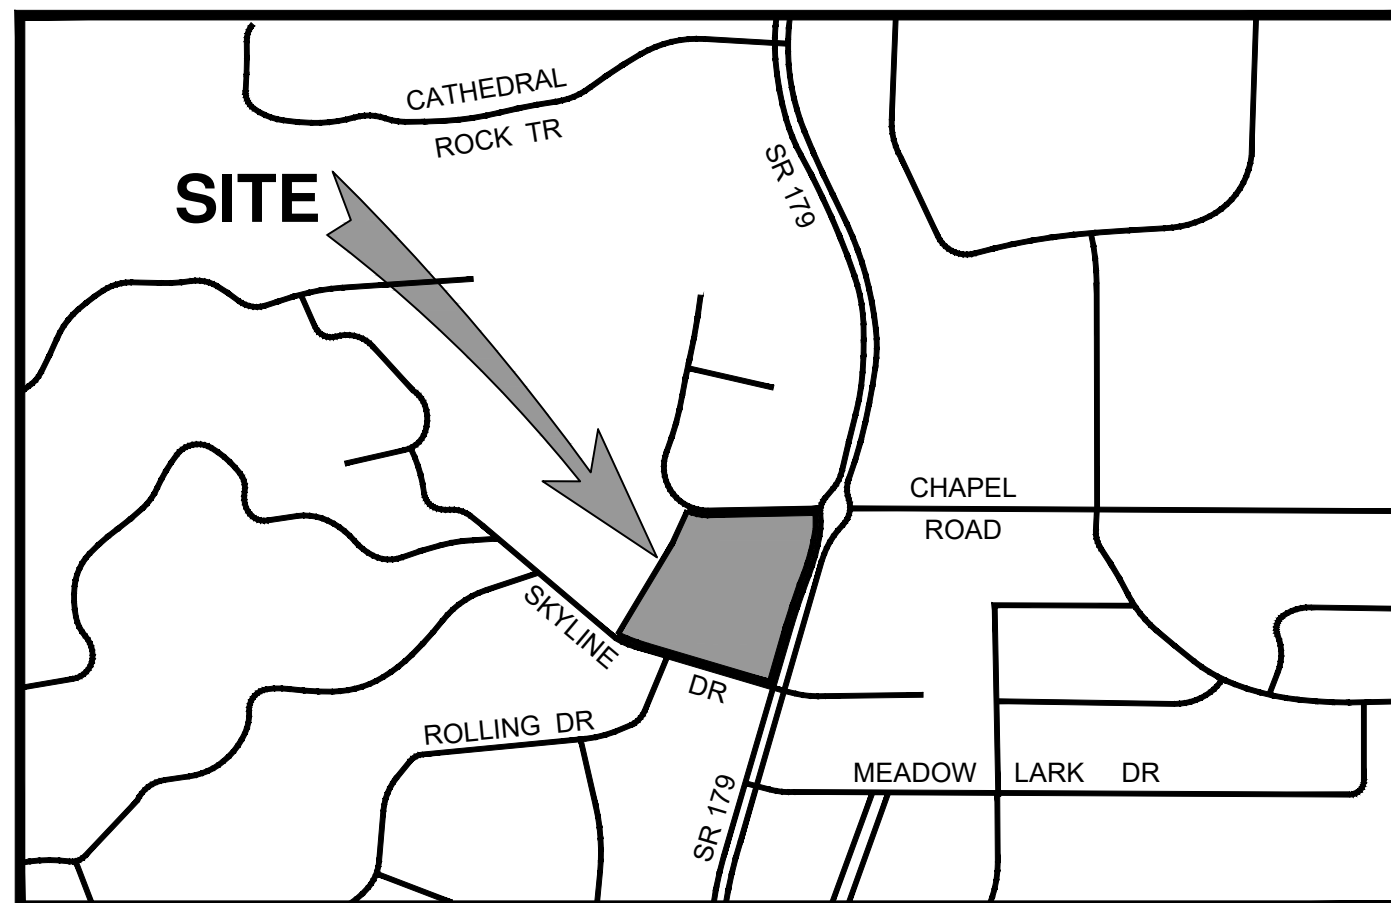 CATHEDRAL
ROCK TR
SR 179
SITE
CHAPEL
ROAD
SKYLINE
DR
ROLLING DR
MEADOW LARK DR
SR 179